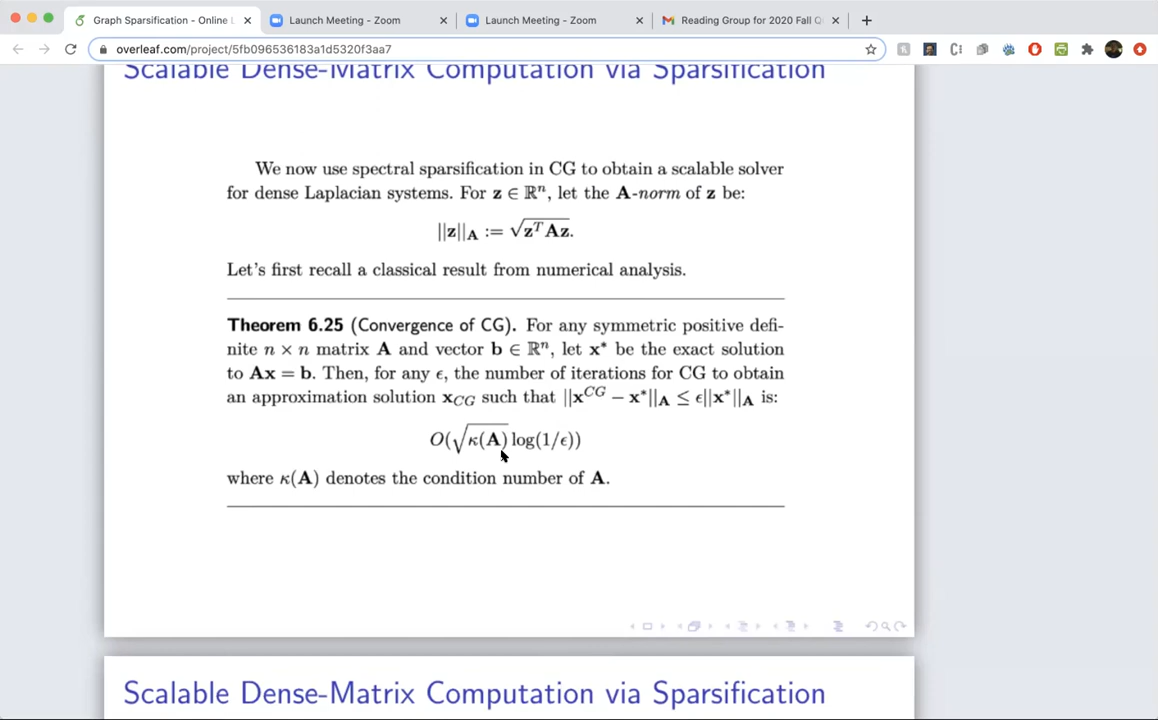 Graph Sparsification - Online L
Launch Meeting - Zoom
Launch Meeting - Zoom
Reading Group for 2020 Fall Q
overleaf.com/project/5fb096536183a1d5320f3aa7
Scalable Dense-Matrix Computation via Sparsification
We now use spectral sparsification in CG to obtain a scalable solver
for dense Laplacian systems. For z ∈ ℝⁿ, let the A-norm of z be:
||z||_A := √(zᵀAz).
Let's first recall a classical result from numerical analysis.
Theorem 6.25 (Convergence of CG). For any symmetric positive defi-
nite n × n matrix A and vector b ∈ ℝⁿ, let x* be the exact solution
to Ax = b. Then, for any ϵ, the number of iterations for CG to obtain
an approximation solution x_CG such that ||x^CG − x*||_A ≤ ϵ||x*||_A is:
O(√κ(A) log(1/ϵ))
where κ(A) denotes the condition number of A.
Scalable Dense-Matrix Computation via Sparsification